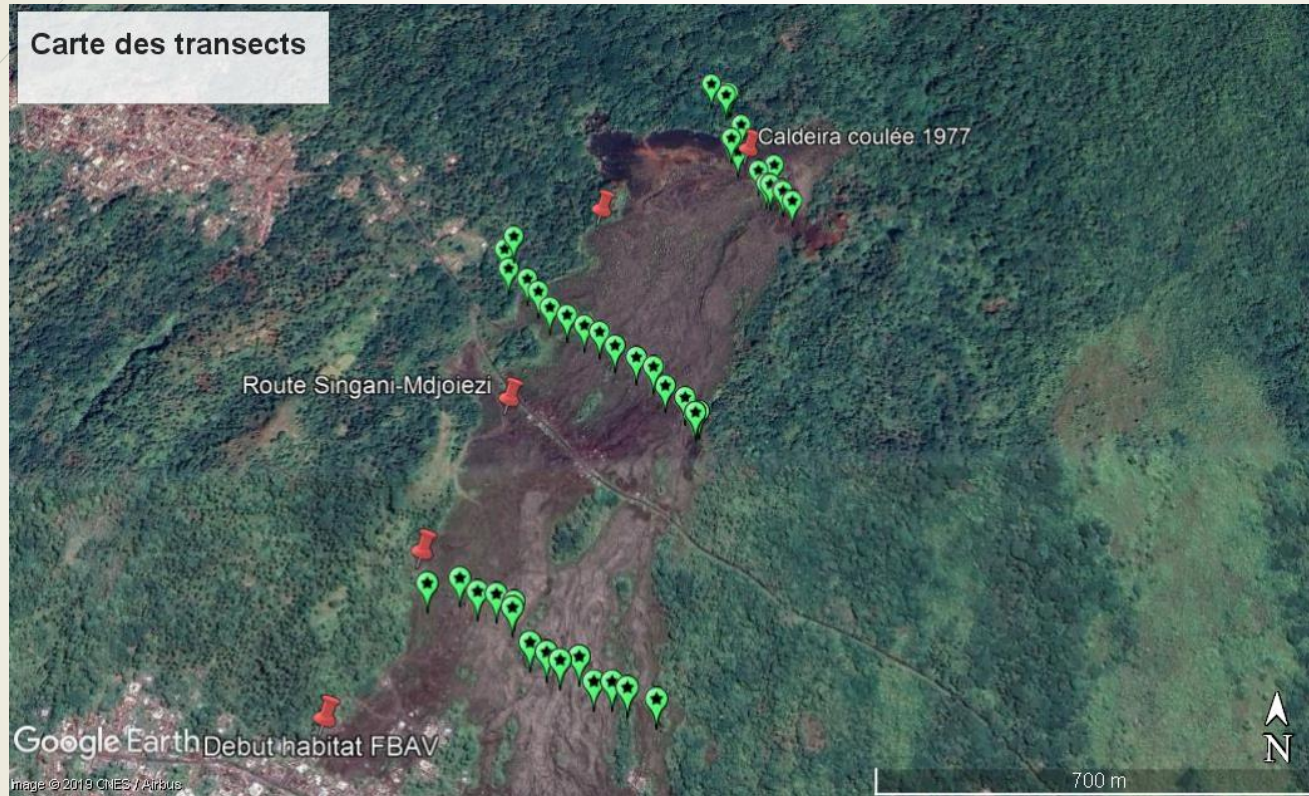 Carte des transects
Caldeira coulée 1977
Route Singani-Mdjoiezi
Debut habitat FBAV
Google Earth
Image © 2019 CNES / Airbus
700 m
N